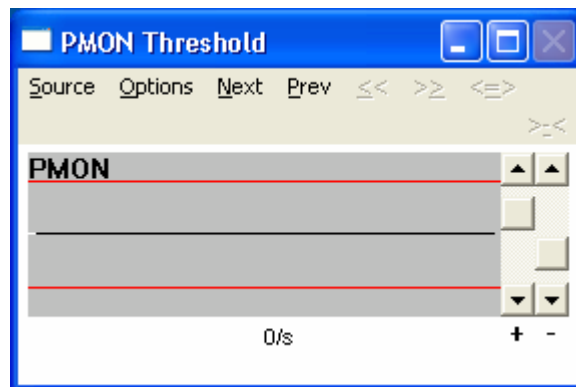 PMON Threshold
Source Options Next Prev << >> <=>
>-<
PMON
0/s + -